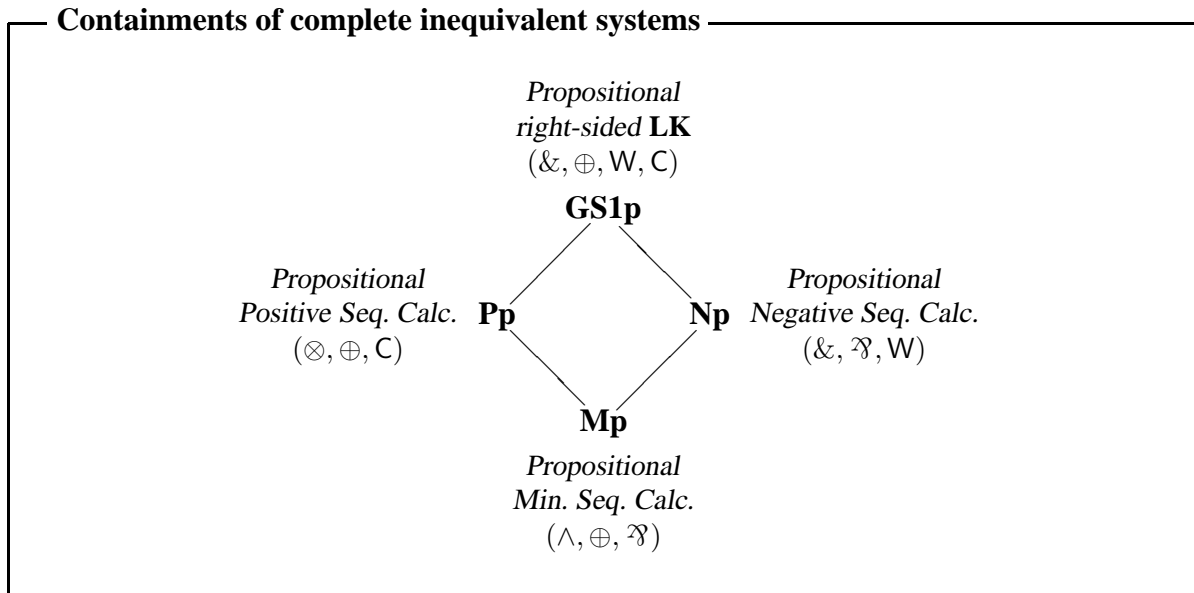 Containments of complete inequivalent systems
Propositional
right-sided LK
(&, ⊕, W, C)
GS1p
Propositional
Positive Seq. Calc.
(⊗, ⊕, C)
Pp
Np
Propositional
Negative Seq. Calc.
(&, ⅋, W)
Mp
Propositional
Min. Seq. Calc.
(∧, ⊕, ⅋)